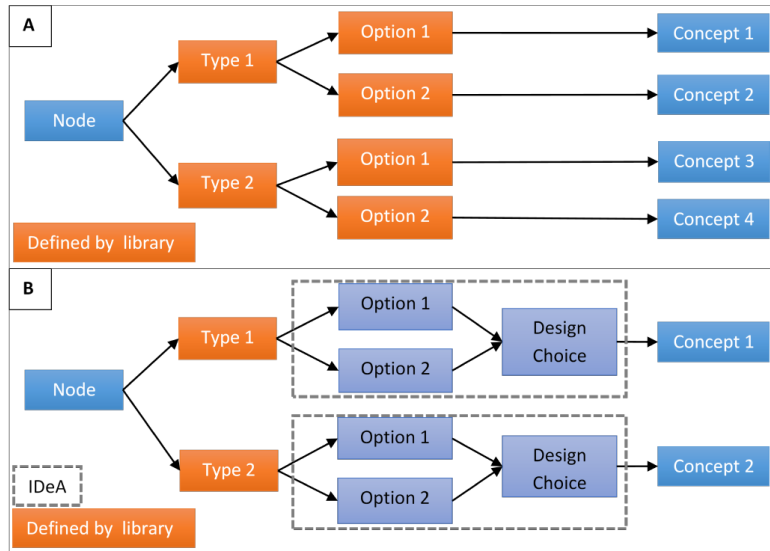 A
Option 1
Concept 1
Type 1
Option 2
Concept 2
Node
Option 1
Concept 3
Type 2
Option 2
Concept 4
Defined by library
B
Option 1
Type 1
Design
Choice
Concept 1
Option 2
Node
Option 1
Type 2
Design
Choice
Concept 2
Option 2
IDeA
Defined by library